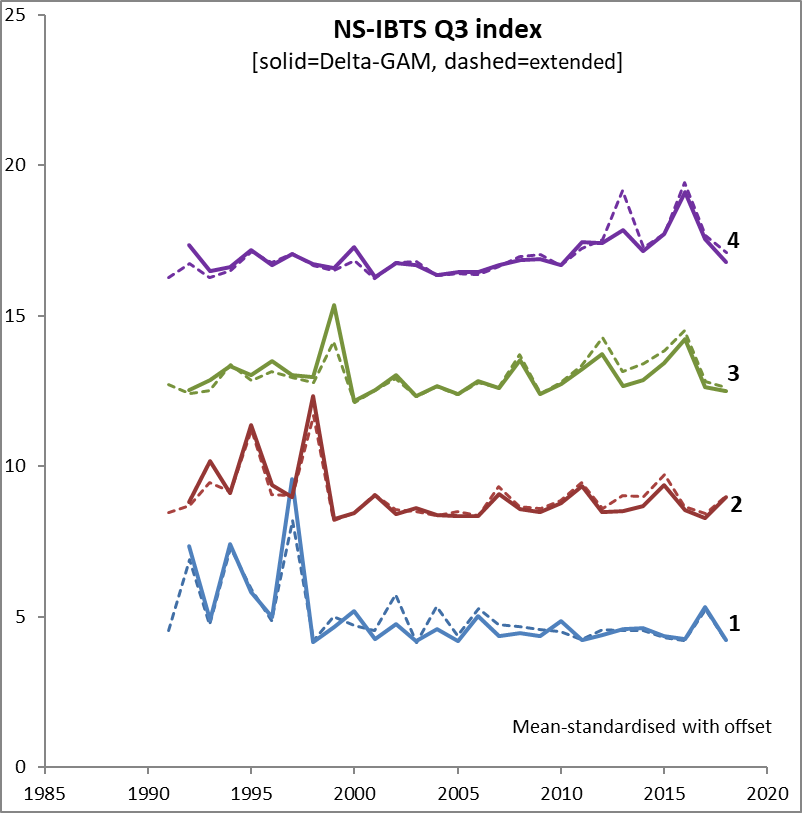 NS-IBTS Q3 index
[solid=Delta-GAM, dashed=extended]
25
20
15
10
5
0
4
3
2
1
Mean-standardised with offset
1985 1990 1995 2000 2005 2010 2015 2020